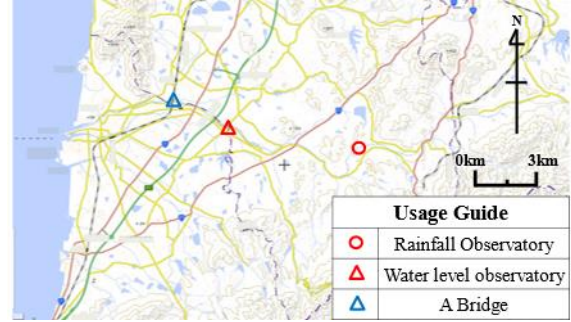 N
0km 3km
Usage Guide
Rainfall Observatory
Water level observatory
A Bridge